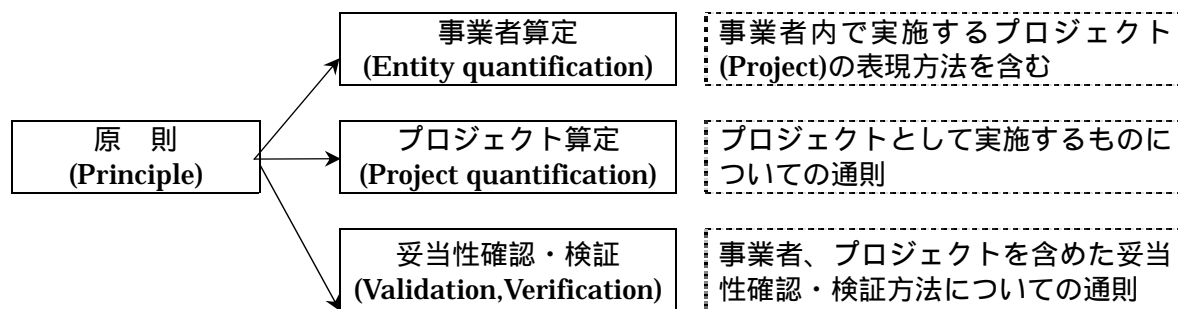 事業者算定
(Entity quantification)
事業者内で実施するプロジェクト
(Project)の表現方法を含む
原　則
(Principle)
プロジェクト算定
(Project quantification)
プロジェクトとして実施するものに
ついての通則
妥当性確認・検証
(Validation,Verification)
事業者、プロジェクトを含めた妥当
性確認・検証方法についての通則